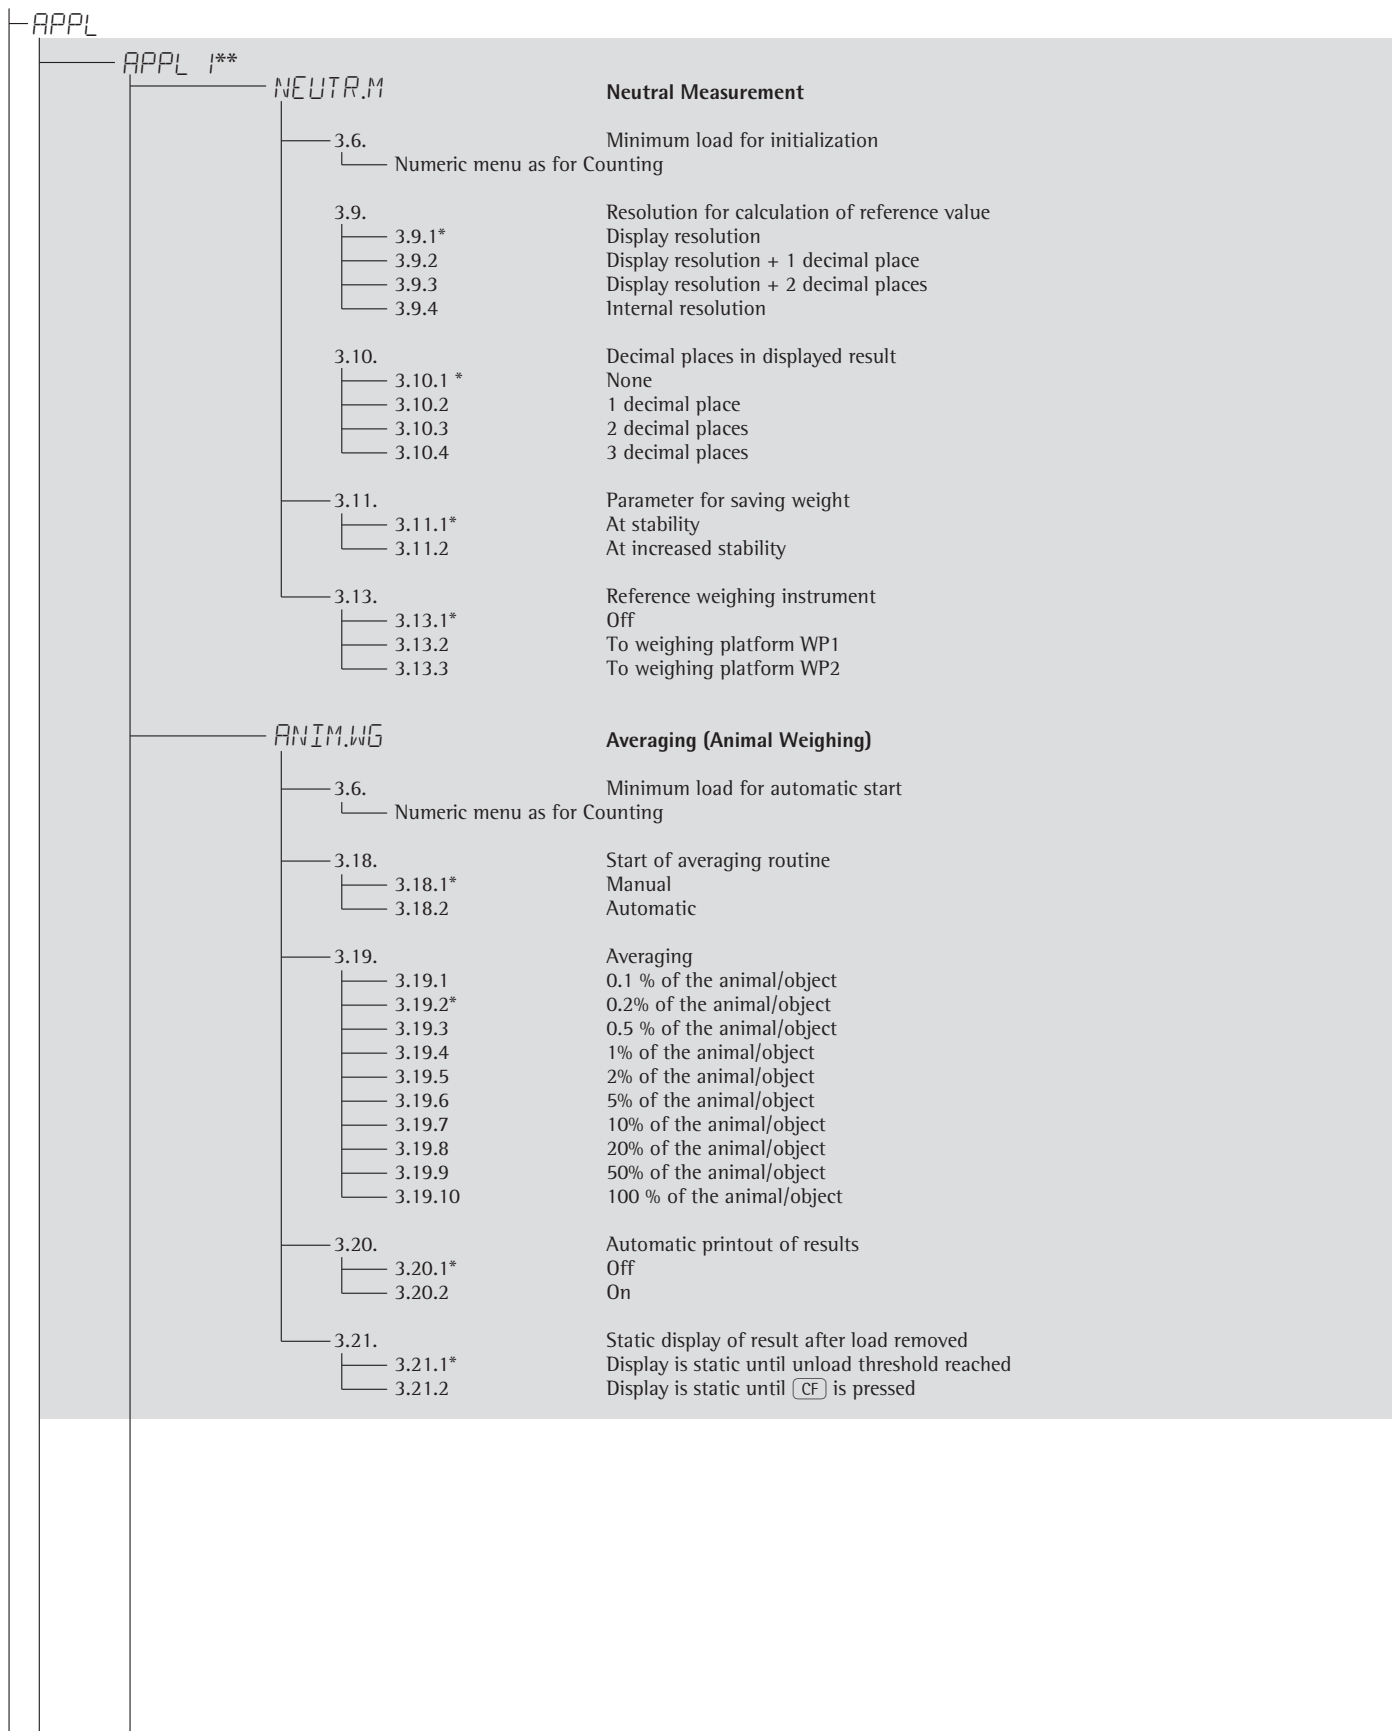 APPL
APPL 1**
NEUTR.M Neutral Measurement
3.6. Minimum load for initialization
Numeric menu as for Counting
3.9. Resolution for calculation of reference value
3.9.1* Display resolution
3.9.2 Display resolution + 1 decimal place
3.9.3 Display resolution + 2 decimal places
3.9.4 Internal resolution
3.10. Decimal places in displayed result
3.10.1 * None
3.10.2 1 decimal place
3.10.3 2 decimal places
3.10.4 3 decimal places
3.11. Parameter for saving weight
3.11.1* At stability
3.11.2 At increased stability
3.13. Reference weighing instrument
3.13.1* Off
3.13.2 To weighing platform WP1
3.13.3 To weighing platform WP2
ANIM.WG Averaging (Animal Weighing)
3.6. Minimum load for automatic start
Numeric menu as for Counting
3.18. Start of averaging routine
3.18.1* Manual
3.18.2 Automatic
3.19. Averaging
3.19.1 0.1 % of the animal/object
3.19.2* 0.2% of the animal/object
3.19.3 0.5 % of the animal/object
3.19.4 1% of the animal/object
3.19.5 2% of the animal/object
3.19.6 5% of the animal/object
3.19.7 10% of the animal/object
3.19.8 20% of the animal/object
3.19.9 50% of the animal/object
3.19.10 100 % of the animal/object
3.20. Automatic printout of results
3.20.1* Off
3.20.2 On
3.21. Static display of result after load removed
3.21.1* Display is static until unload threshold reached
3.21.2 Display is static until CF is pressed